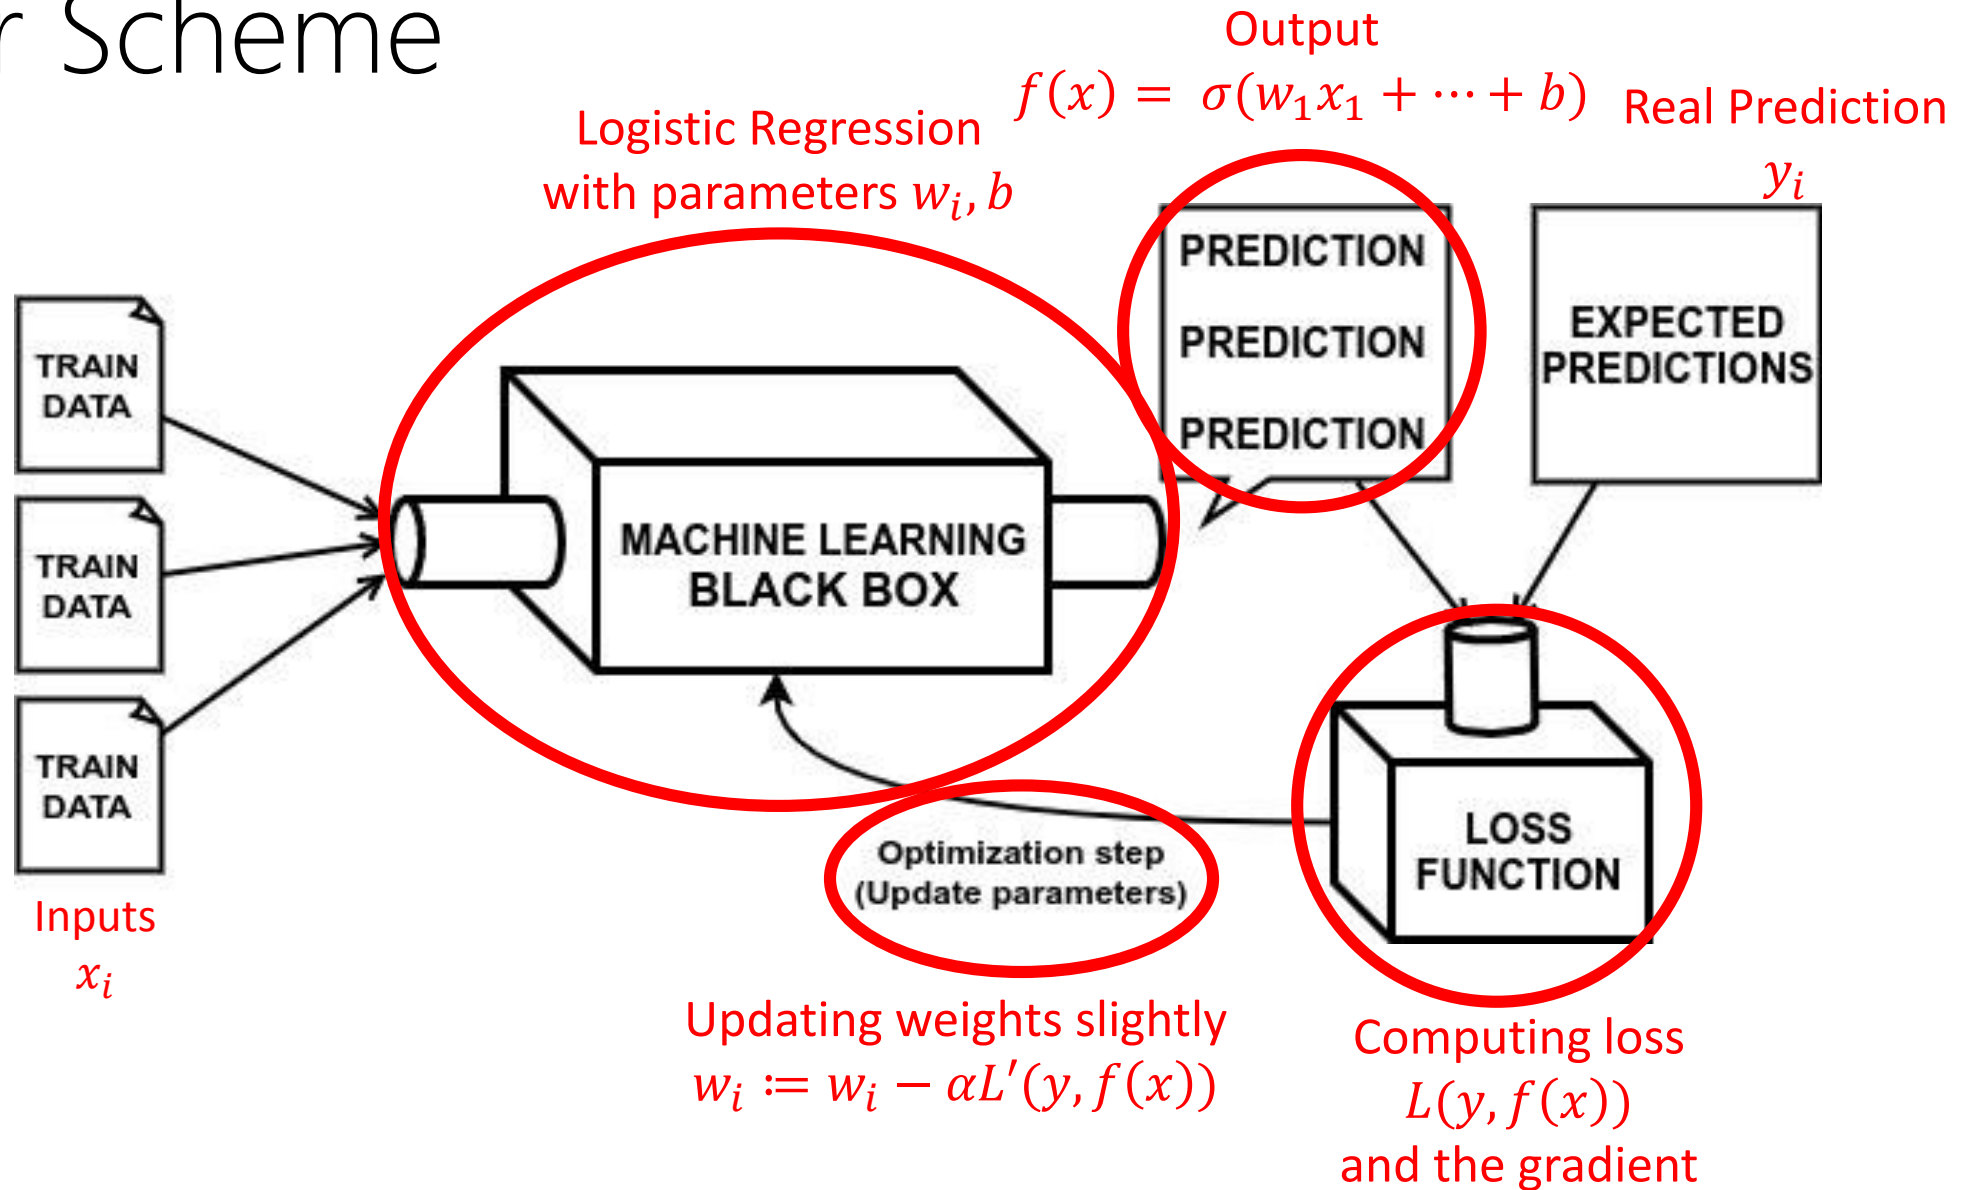 r Scheme
Output
f(x) = σ(w₁x₁ + ⋯ + b)
Real Prediction
yᵢ
Logistic Regression
with parameters wᵢ, b
PREDICTION
PREDICTION
PREDICTION
EXPECTED
PREDICTIONS
TRAIN
DATA
TRAIN
DATA
TRAIN
DATA
MACHINE LEARNING
BLACK BOX
Optimization step
(Update parameters)
LOSS
FUNCTION
Inputs
xᵢ
Updating weights slightly
wᵢ ≔ wᵢ − αL′(y, f(x))
Computing loss
L(y, f(x))
and the gradient